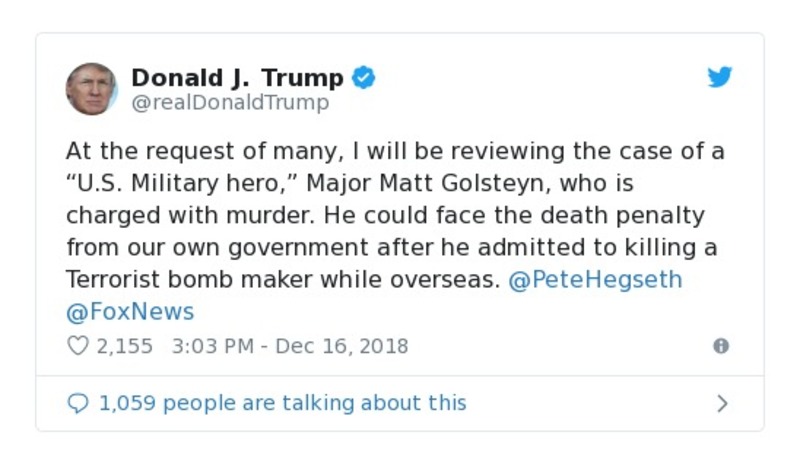 Donald J. Trump
@realDonaldTrump
At the request of many, I will be reviewing the case of a
“U.S. Military hero,” Major Matt Golsteyn, who is
charged with murder. He could face the death penalty
from our own government after he admitted to killing a
Terrorist bomb maker while overseas. @PeteHegseth
@FoxNews
2,155 3:03 PM - Dec 16, 2018
1,059 people are talking about this